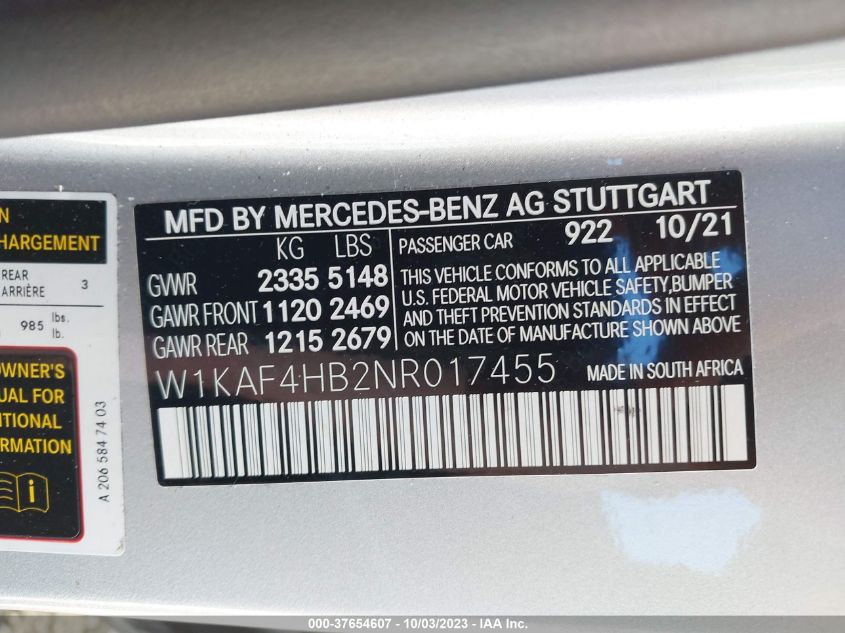 N
HARGEMENT
REAR
ARRIÈRE 3
985 lbs.
lb.
OWNER'S
UAL FOR
ITIONAL
RMATION
i
A 206 584 74 03
MFD BY MERCEDES-BENZ AG STUTTGART
KG LBS PASSENGER CAR 922 10/21
GWR 2335 5148
GAWR FRONT 1120 2469
GAWR REAR 1215 2679
THIS VEHICLE CONFORMS TO ALL APPLICABLE
U.S. FEDERAL MOTOR VEHICLE SAFETY, BUMPER
AND THEFT PREVENTION STANDARDS IN EFFECT
ON THE DATE OF MANUFACTURE SHOWN ABOVE
W1KAF4HB2NR017455 MADE IN SOUTH AFRICA
000-37654607 - 10/03/2023 - IAA Inc.